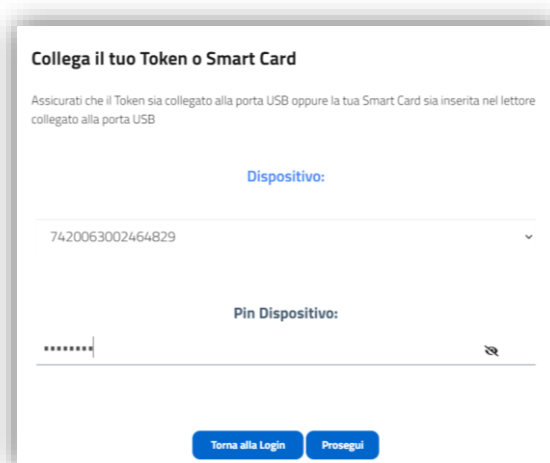 Collega il tuo Token o Smart Card
Assicurati che il Token sia collegato alla porta USB oppure la tua Smart Card sia inserita nel lettore
collegato alla porta USB
Dispositivo:
7420063002464829
Pin Dispositivo:
••••••••
Torna alla Login Prosegui